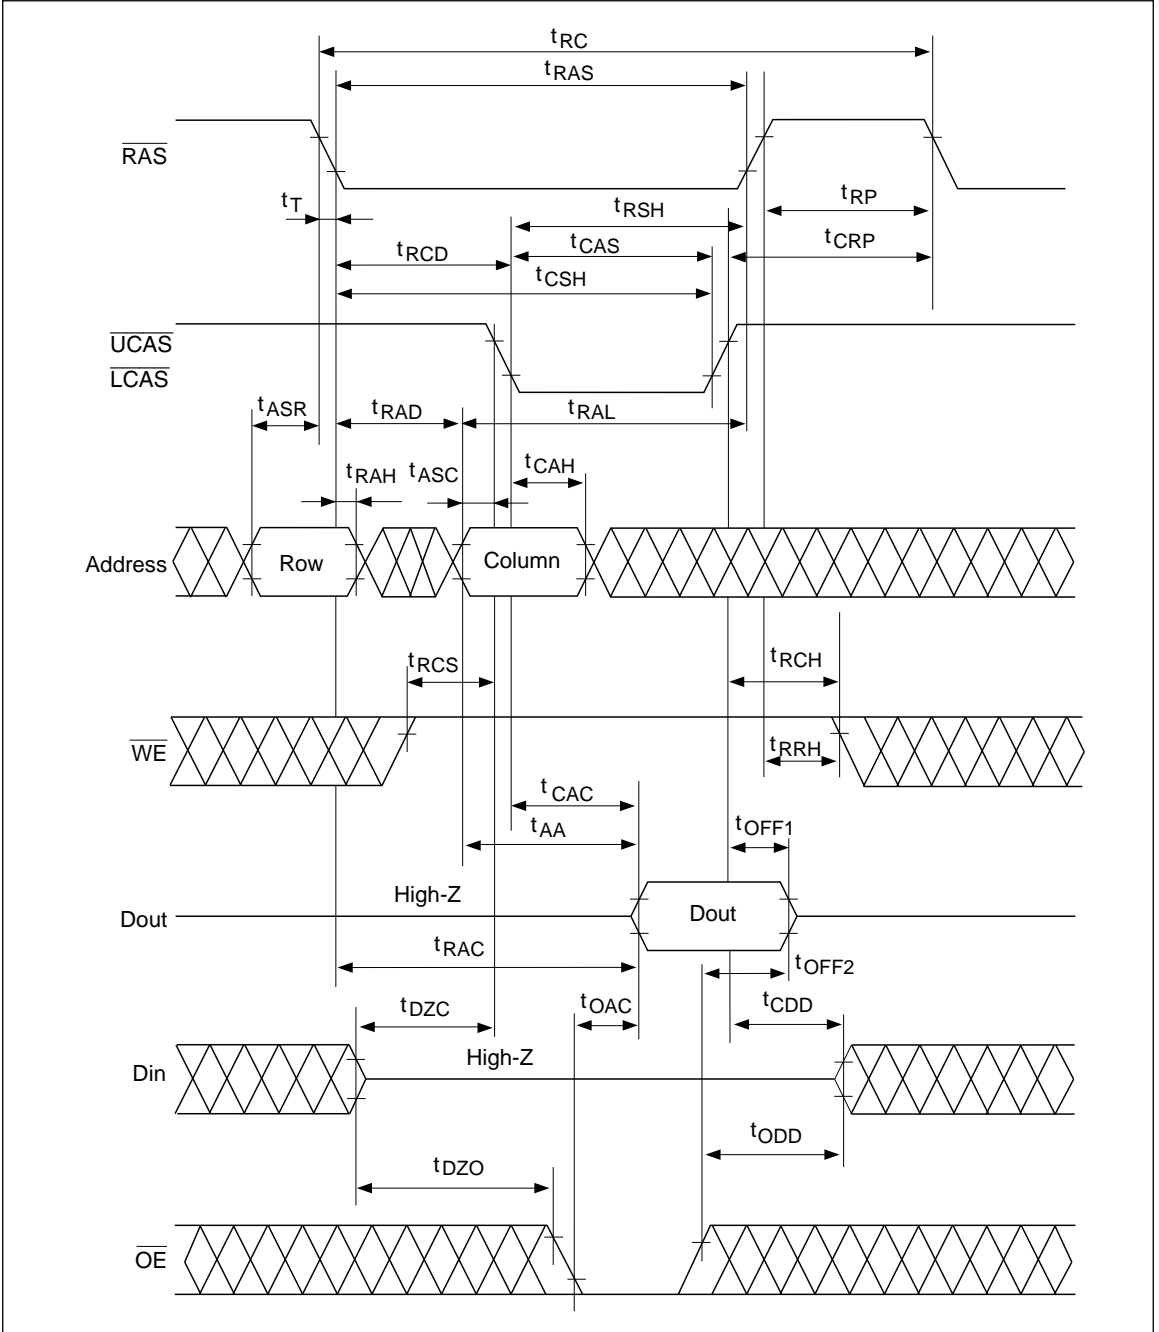 tRC
tRAS
RAS
tT
tRSH
tRP
tRCD
tCAS
tCRP
tCSH
UCAS
LCAS
tASR
tRAD
tRAL
tRAH
tASC
tCAH
Address
Row
Column
tRCS
tRCH
WE
tRRH
tCAC
tAA
tOFF1
High-Z
Dout
Dout
tRAC
tOFF2
tDZC
tOAC
tCDD
High-Z
Din
tODD
tDZO
OE